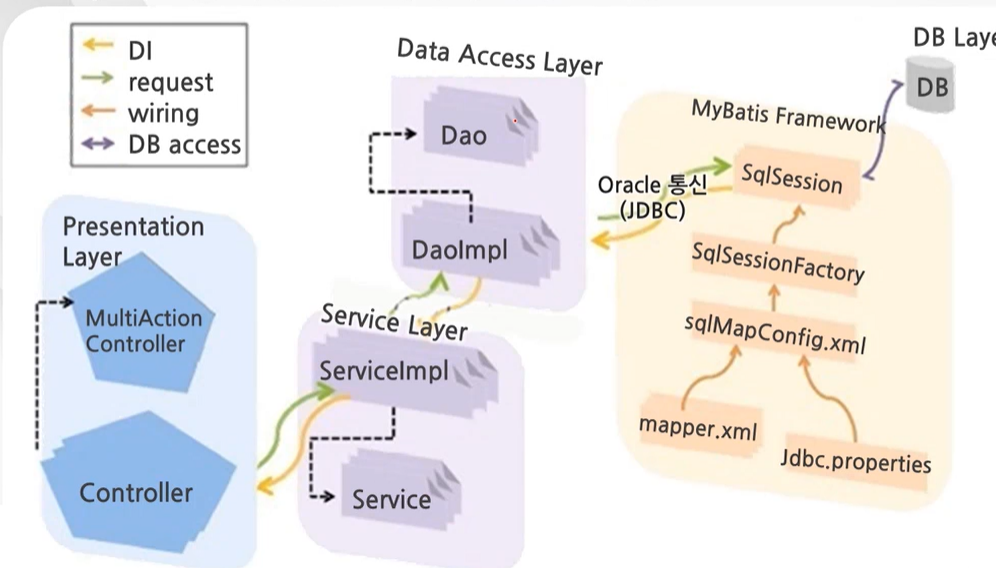 DI
request
wiring
DB access
Presentation
Layer
MultiAction
Controller
Controller
Data Access Layer
Dao
DaoImpl
Service Layer
ServiceImpl
Service
Oracle 통신
(JDBC)
MyBatis Framework
SqlSession
SqlSessionFactory
sqlMapConfig.xml
mapper.xml
Jdbc.properties
DB Laye
DB